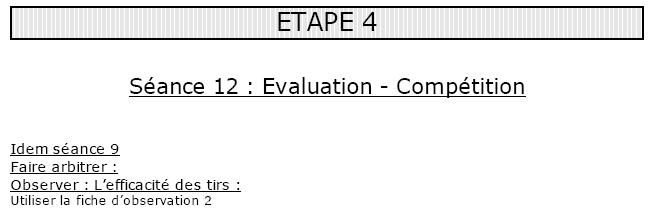 ETAPE 4
Séance 12 : Evaluation - Compétition
Idem séance 9
Faire arbitrer :
Observer : L’efficacité des tirs :
Utiliser la fiche d’observation 2